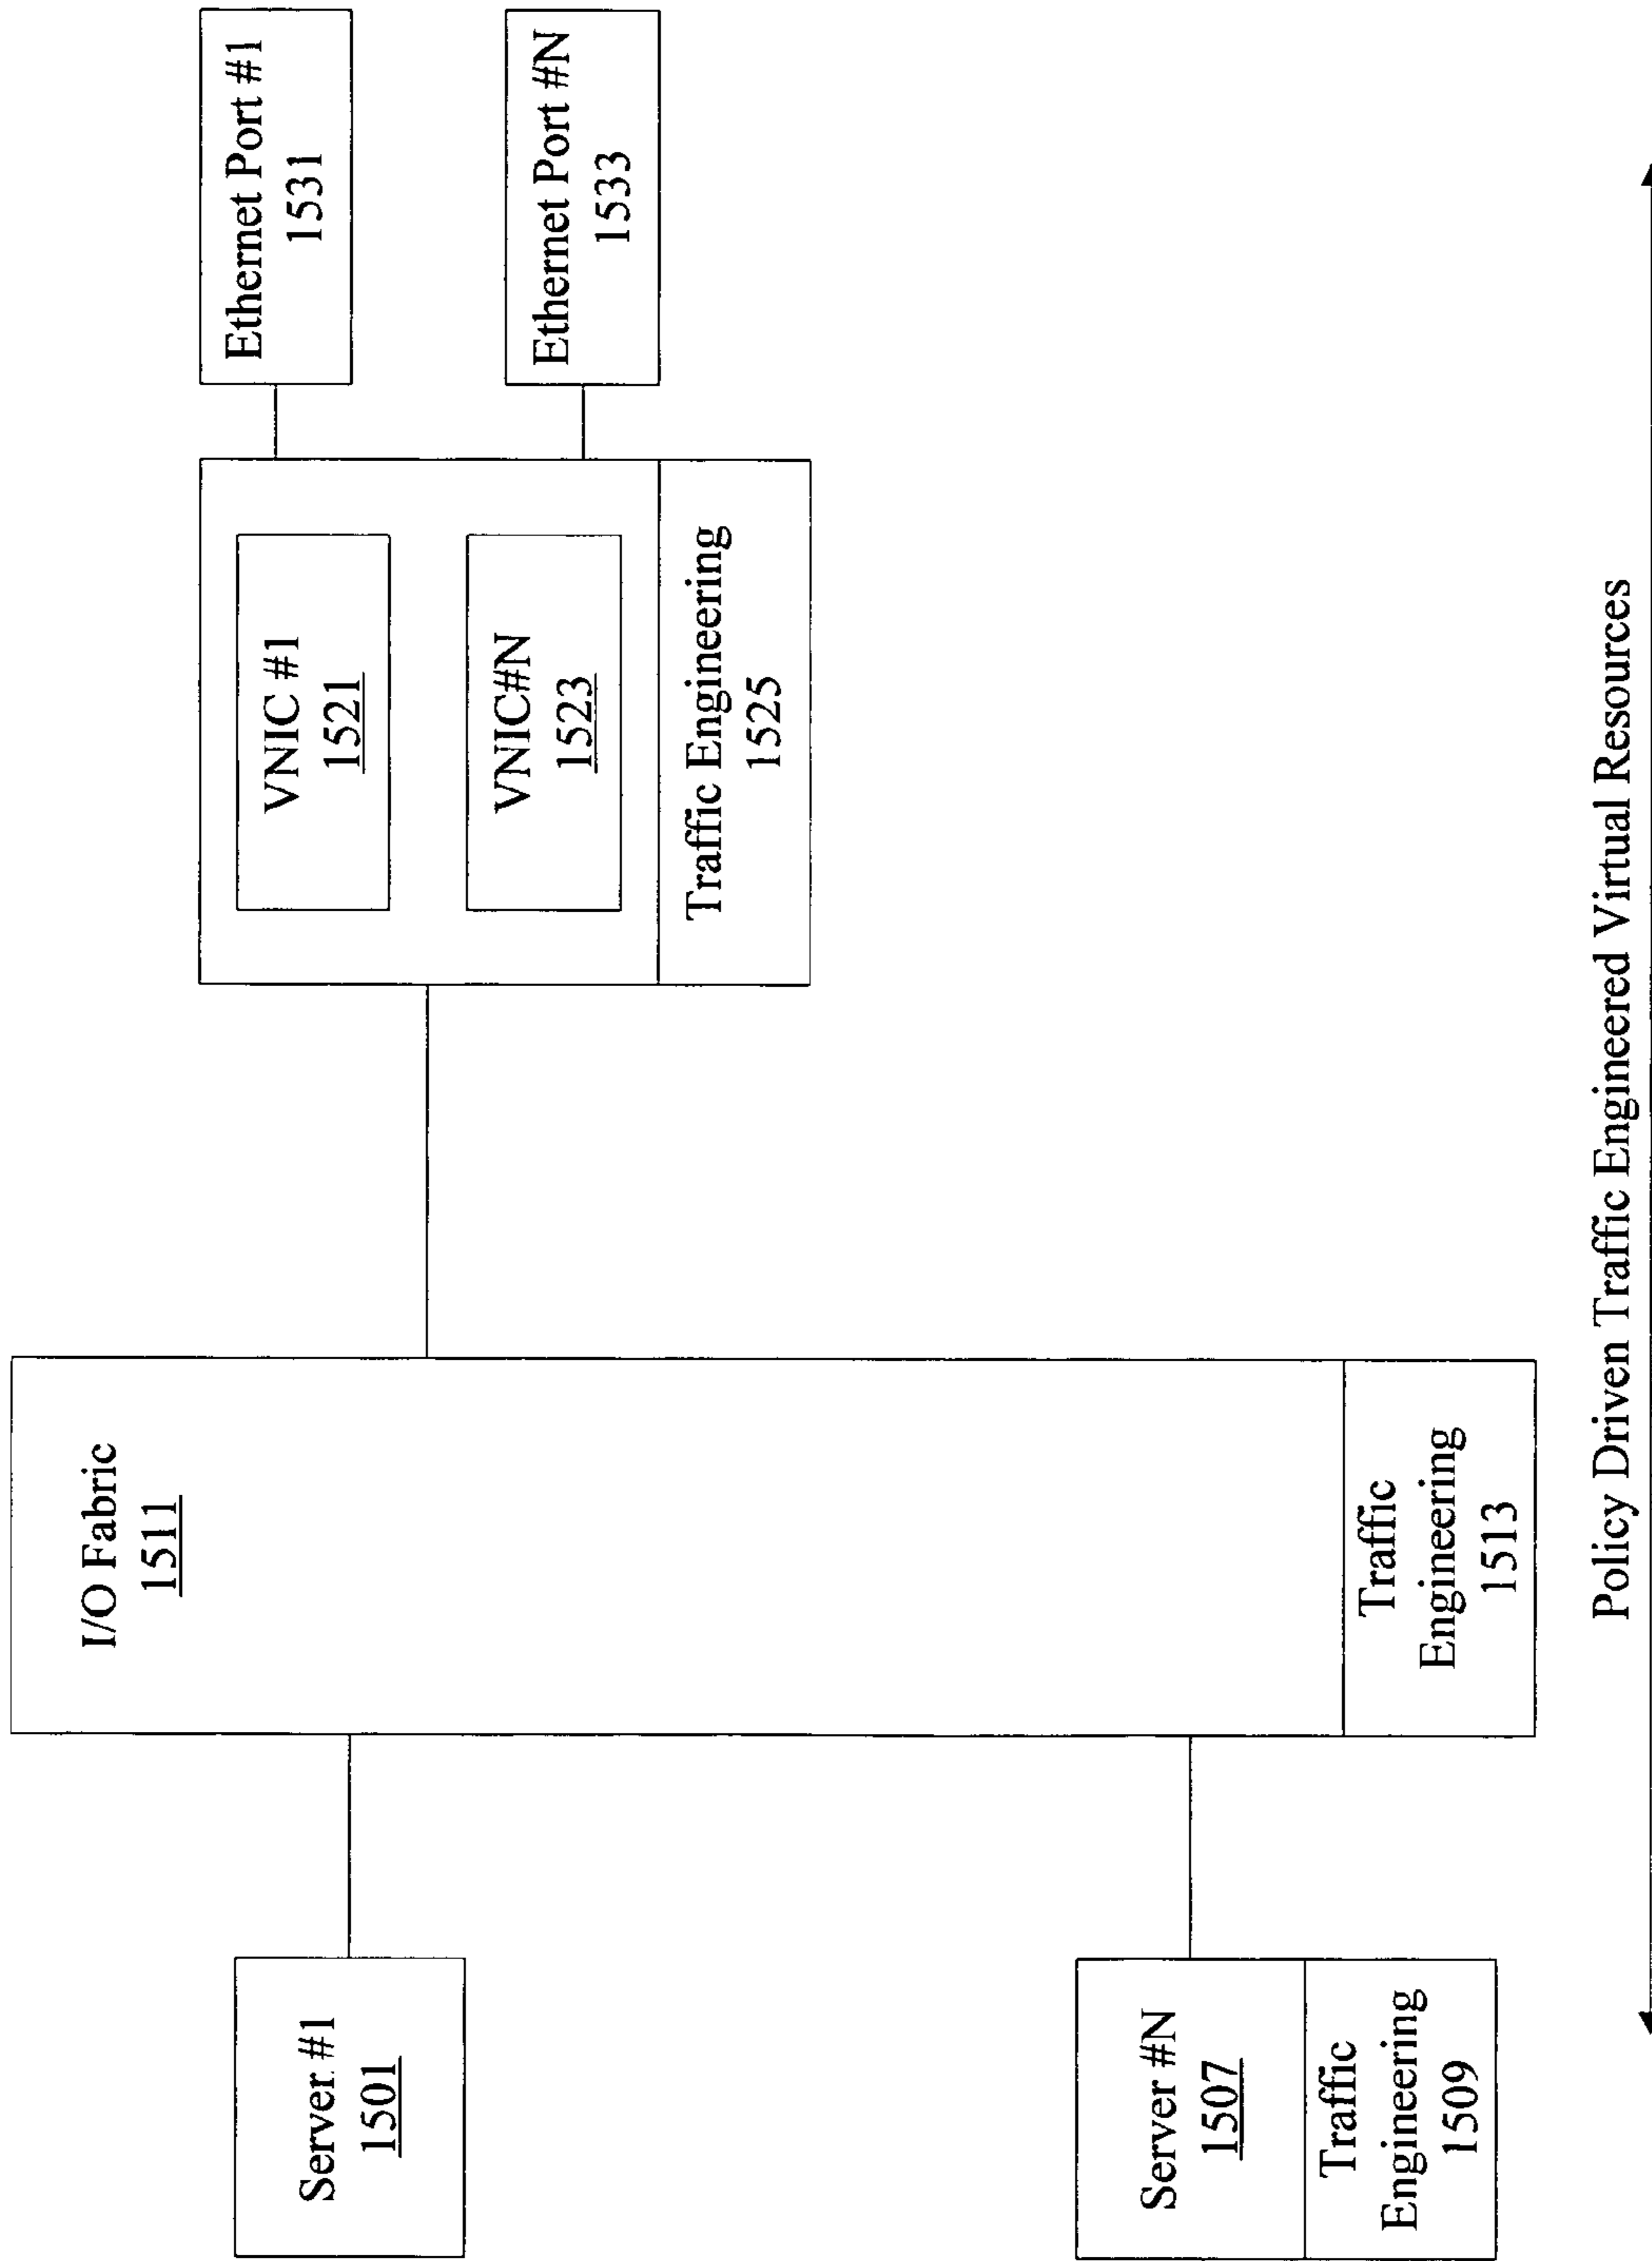 Server #1
1501
Server #N
1507
Traffic
Engineering
1509
I/O Fabric
1511
Traffic
Engineering
1513
VNIC #1
1521
VNIC#N
1523
Traffic Engineering
1525
Ethernet Port #1
1531
Ethernet Port #N
1533
Policy Driven Traffic Engineered Virtual Resources